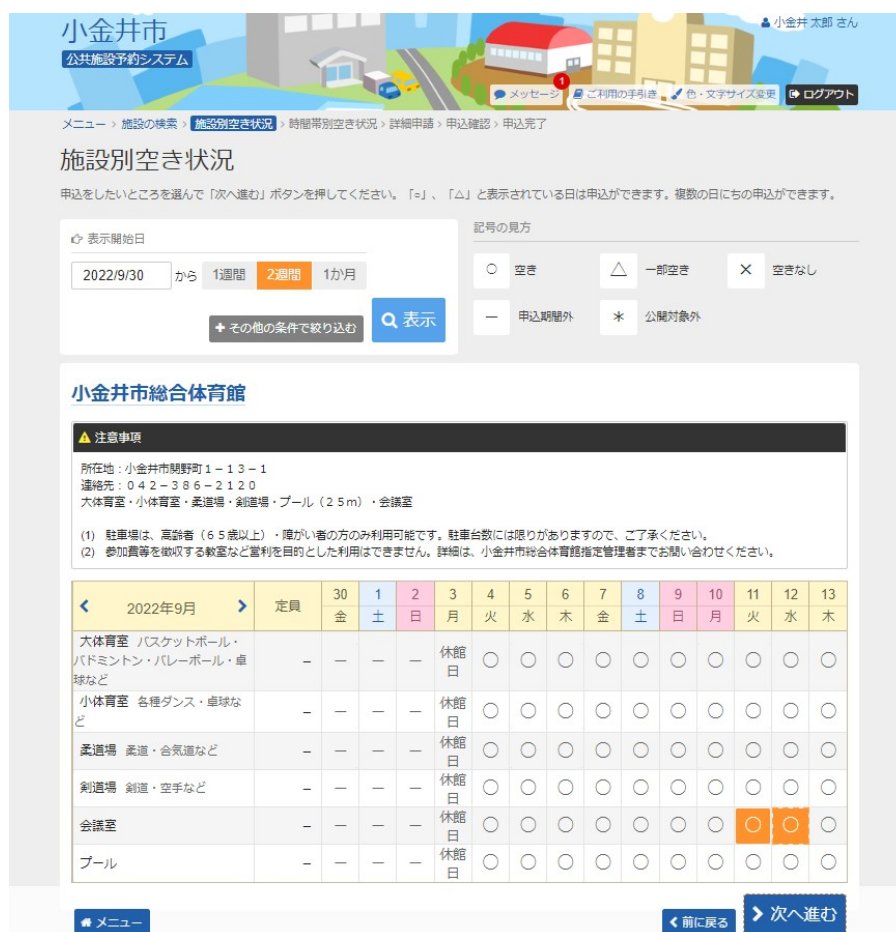 小金井市
公共施設予約システム
小金井 太郎 さん
メッセージ 1 ご利用の手引き 色・文字サイズ変更 ログアウト
メニュー › 施設の検索 › 施設別空き状況 › 時間帯別空き状況 › 詳細申請 › 申込確認 › 申込完了
施設別空き状況
申込をしたいところを選んで「次へ進む」ボタンを押してください。「○」、「△」と表示されている日は申込ができます。複数の日にちの申込ができます。
表示開始日
2022/9/30 から 1週間 2週間 1か月
+ その他の条件で絞り込む 表示
記号の見方
○ 空き △ 一部空き × 空きなし
― 申込期間外 ＊ 公開対象外
小金井市総合体育館
注意事項
所在地：小金井市関野町１－１３－１
連絡先：０４２－３８６－２１２０
大体育室・小体育室・柔道場・剣道場・プール（２５ｍ）・会議室
(1) 駐車場は、高齢者（６５歳以上）・障がい者の方のみ利用可能です。駐車台数には限りがありますので、ご了承ください。
(2) 参加費等を徴収する教室など営利を目的とした利用はできません。詳細は、小金井市総合体育館指定管理者までお問い合わせください。
2022年9月 定員 30 1 2 3 4 5 6 7 8 9 10 11 12 13
金 土 日 月 火 水 木 金 土 日 月 火 水 木
大体育室 バスケットボール・
バドミントン・バレーボール・卓
球など
– ― ― ― 休館日 ○ ○ ○ ○ ○ ○ ○ ○ ○ ○
小体育室 各種ダンス・卓球な
ど
– ― ― ― 休館日 ○ ○ ○ ○ ○ ○ ○ ○ ○ ○
柔道場 柔道・合気道など – ― ― ― 休館日 ○ ○ ○ ○ ○ ○ ○ ○ ○ ○
剣道場 剣道・空手など – ― ― ― 休館日 ○ ○ ○ ○ ○ ○ ○ ○ ○ ○
会議室 – ― ― ― 休館日 ○ ○ ○ ○ ○ ○ ○ ○ ○ ○
プール – ― ― ― 休館日 ○ ○ ○ ○ ○ ○ ○ ○ ○ ○
メニュー 前に戻る 次へ進む